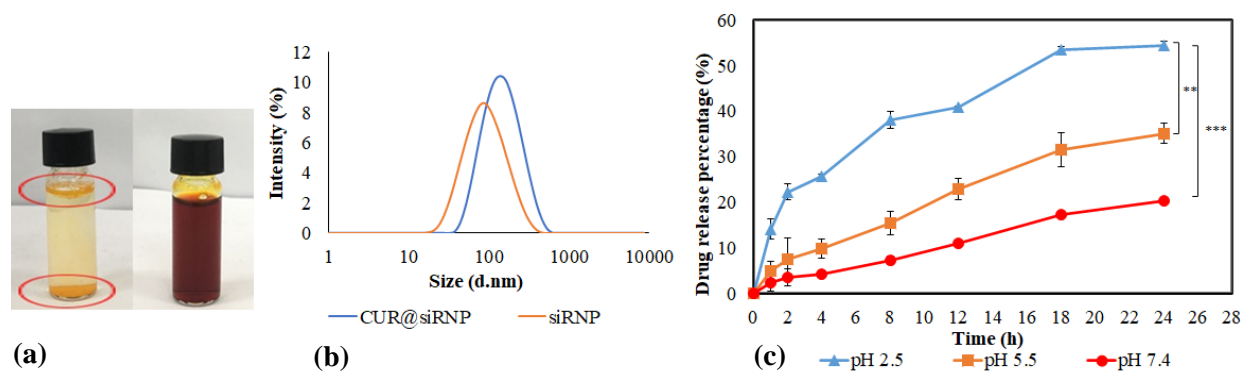 (a)
Intensity (%)
12
10
8
6
4
2
0
1 10 100 1000 10000
Size (d.nm)
CUR@siRNP siRNP
(b)
Drug release percentage (%)
60
50
40
30
20
10
0
0 2 4 6 8 10 12 14 16 18 20 22 24 26 28
Time (h)
**
***
pH 2.5 pH 5.5 pH 7.4
(c)